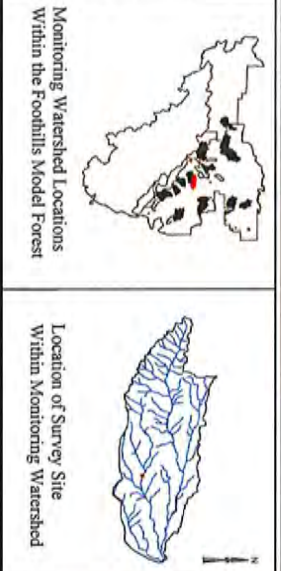 Monitoring Watershed Locations
Within the Foothills Model Forest
Location of Survey Site
Within Monitoring Watershed
N